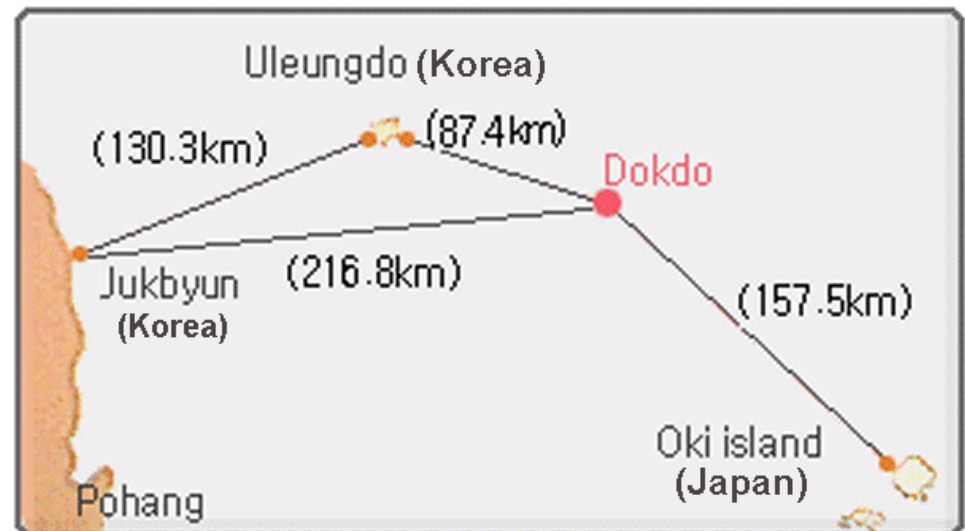 Uleungdo (Korea)
(130.3km)
(87.4km)
Dokdo
(216.8km)
Jukbyun
(Korea)
(157.5km)
Oki island
(Japan)
Pohang